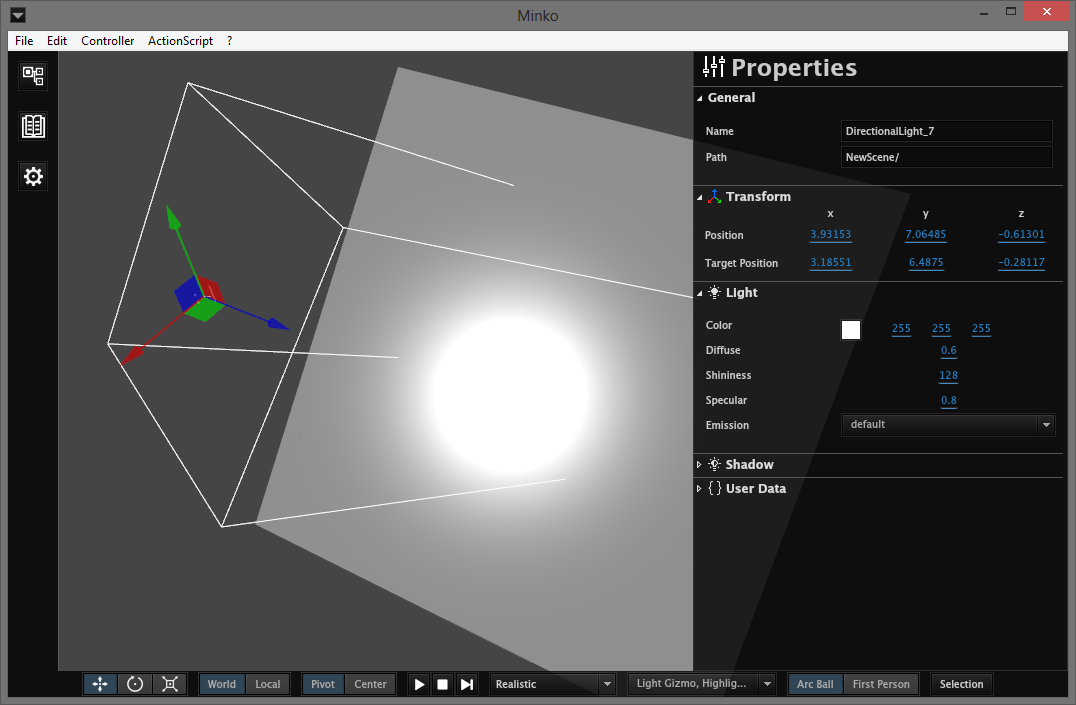 Minko
File Edit Controller ActionScript ?
Properties
General
Name DirectionalLight_7
Path NewScene/
Transform
x y z
Position 3.93153 7.06485 -0.61301
Target Position 3.18551 6.4875 -0.28117
Light
Color 255 255 255
Diffuse 0.6
Shininess 128
Specular 0.8
Emission default
Shadow
{} User Data
World Local Pivot Center Realistic Light Gizmo, Highlig... Arc Ball First Person Selection